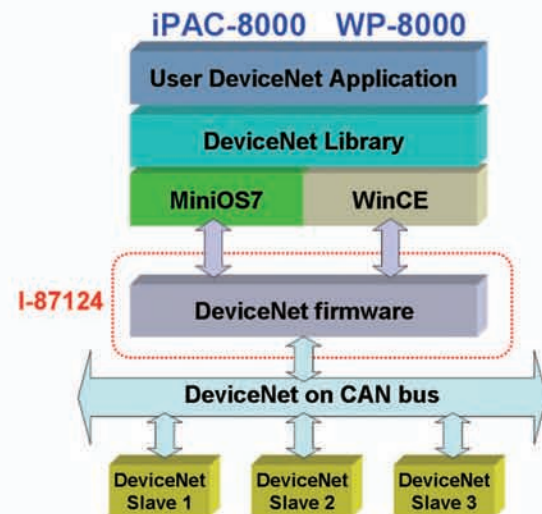 iPAC-8000 WP-8000
User DeviceNet Application
DeviceNet Library
MiniOS7 WinCE
I-87124
DeviceNet firmware
DeviceNet on CAN bus
DeviceNet Slave 1
DeviceNet Slave 2
DeviceNet Slave 3